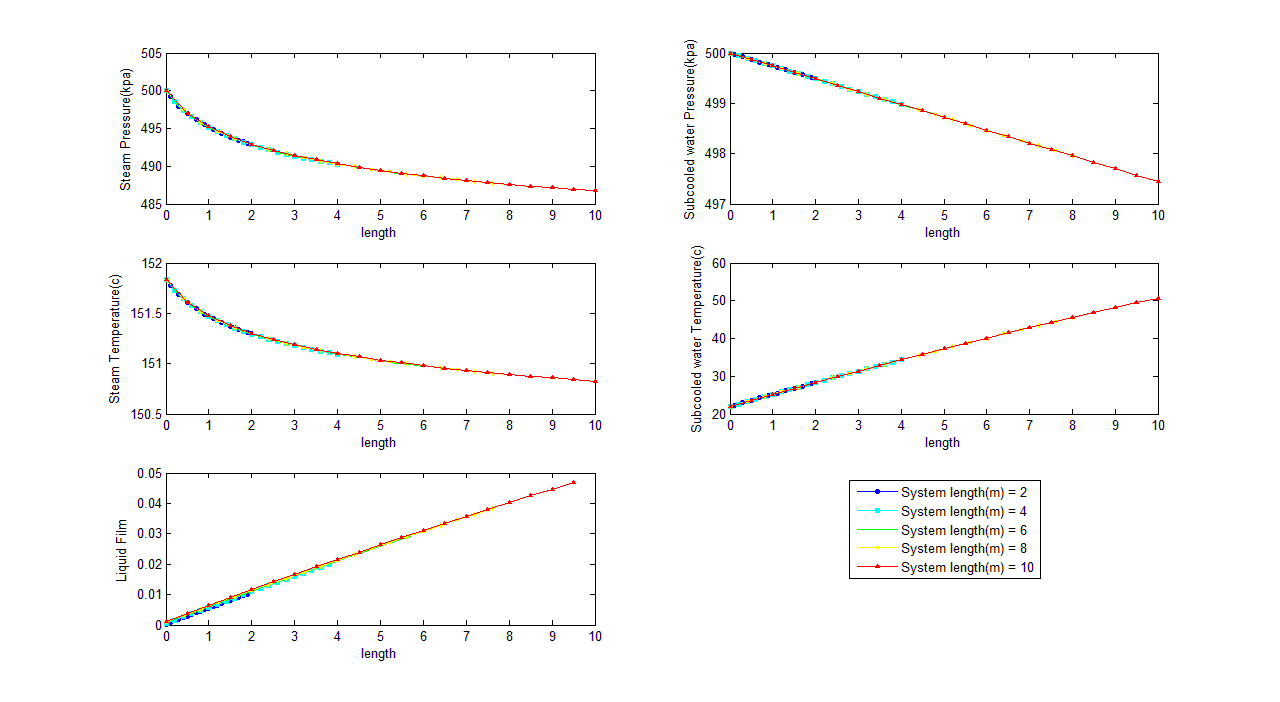 505
500
495
490
485
Steam Pressure(kpa)
0 1 2 3 4 5 6 7 8 9 10
length
500
499
498
497
Subcooled water Pressure(kpa)
0 1 2 3 4 5 6 7 8 9 10
length
152
151.5
151
150.5
Steam Temperature(c)
0 1 2 3 4 5 6 7 8 9 10
length
60
50
40
30
20
Subcooled water Temperature(c)
0 1 2 3 4 5 6 7 8 9 10
length
0.05
0.04
0.03
0.02
0.01
0
Liquid Film
0 1 2 3 4 5 6 7 8 9 10
length
System length(m) = 2
System length(m) = 4
System length(m) = 6
System length(m) = 8
System length(m) = 10